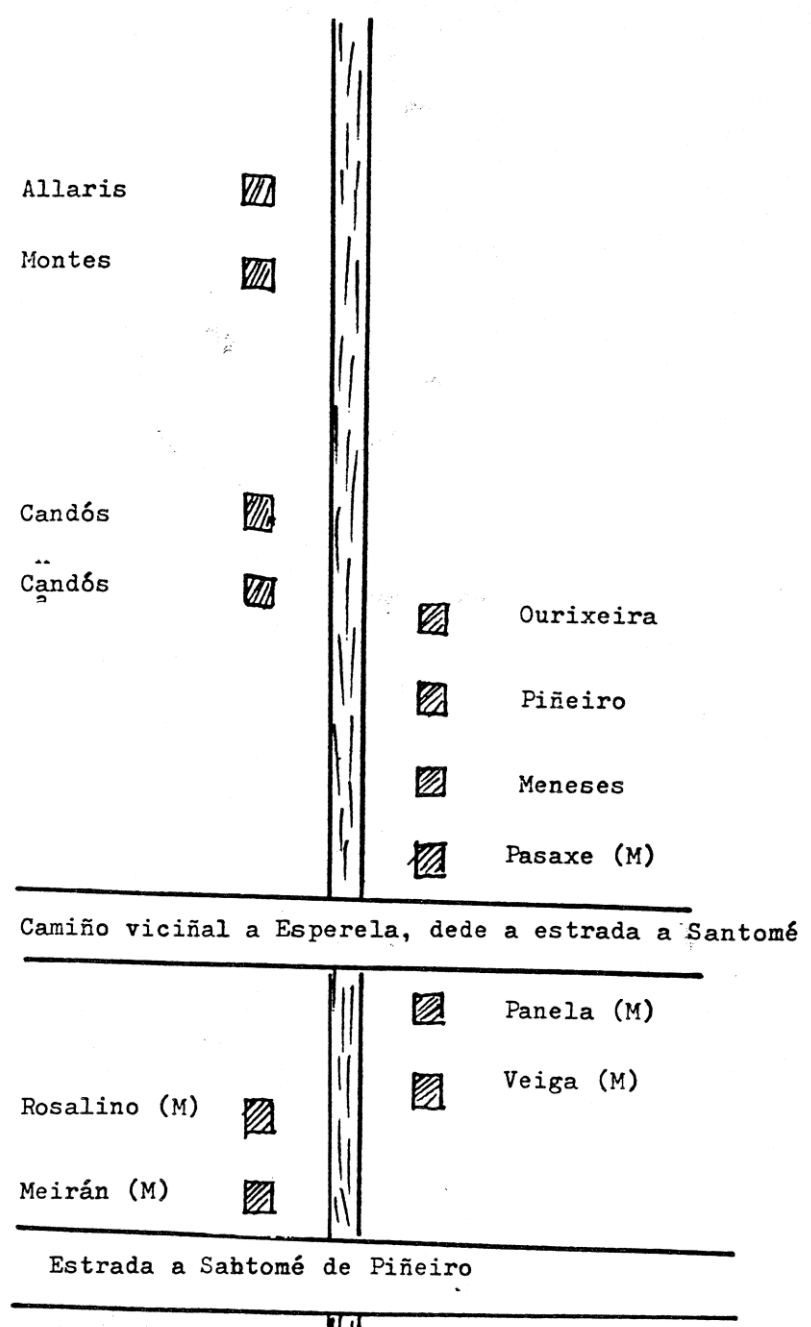 Allaris
Montes
Candós
Candós
Ourixeira
Piñeiro
Meneses
Pasaxe (M)
Camiño viciñal a Esperela, dede a estrada a Santomé
Panela (M)
Veiga (M)
Rosalino (M)
Meirán (M)
Estrada a Sahtomé de Piñeiro